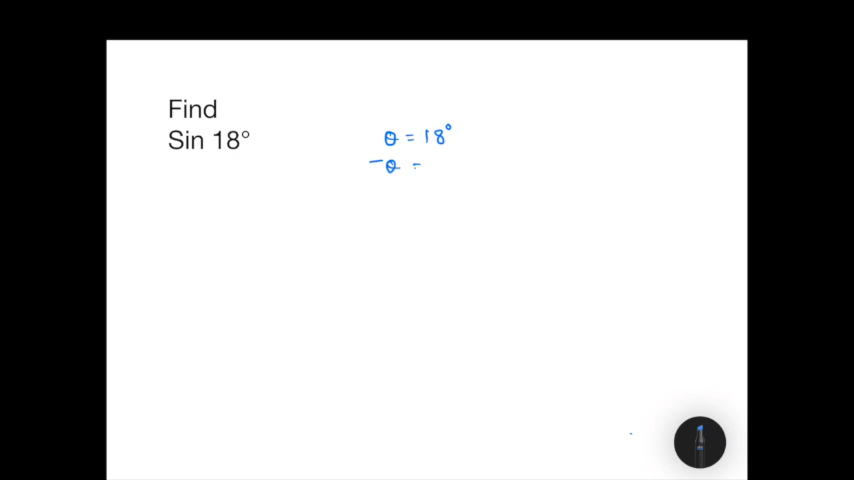 Find
Sin 18°
θ = 18°
-θ =